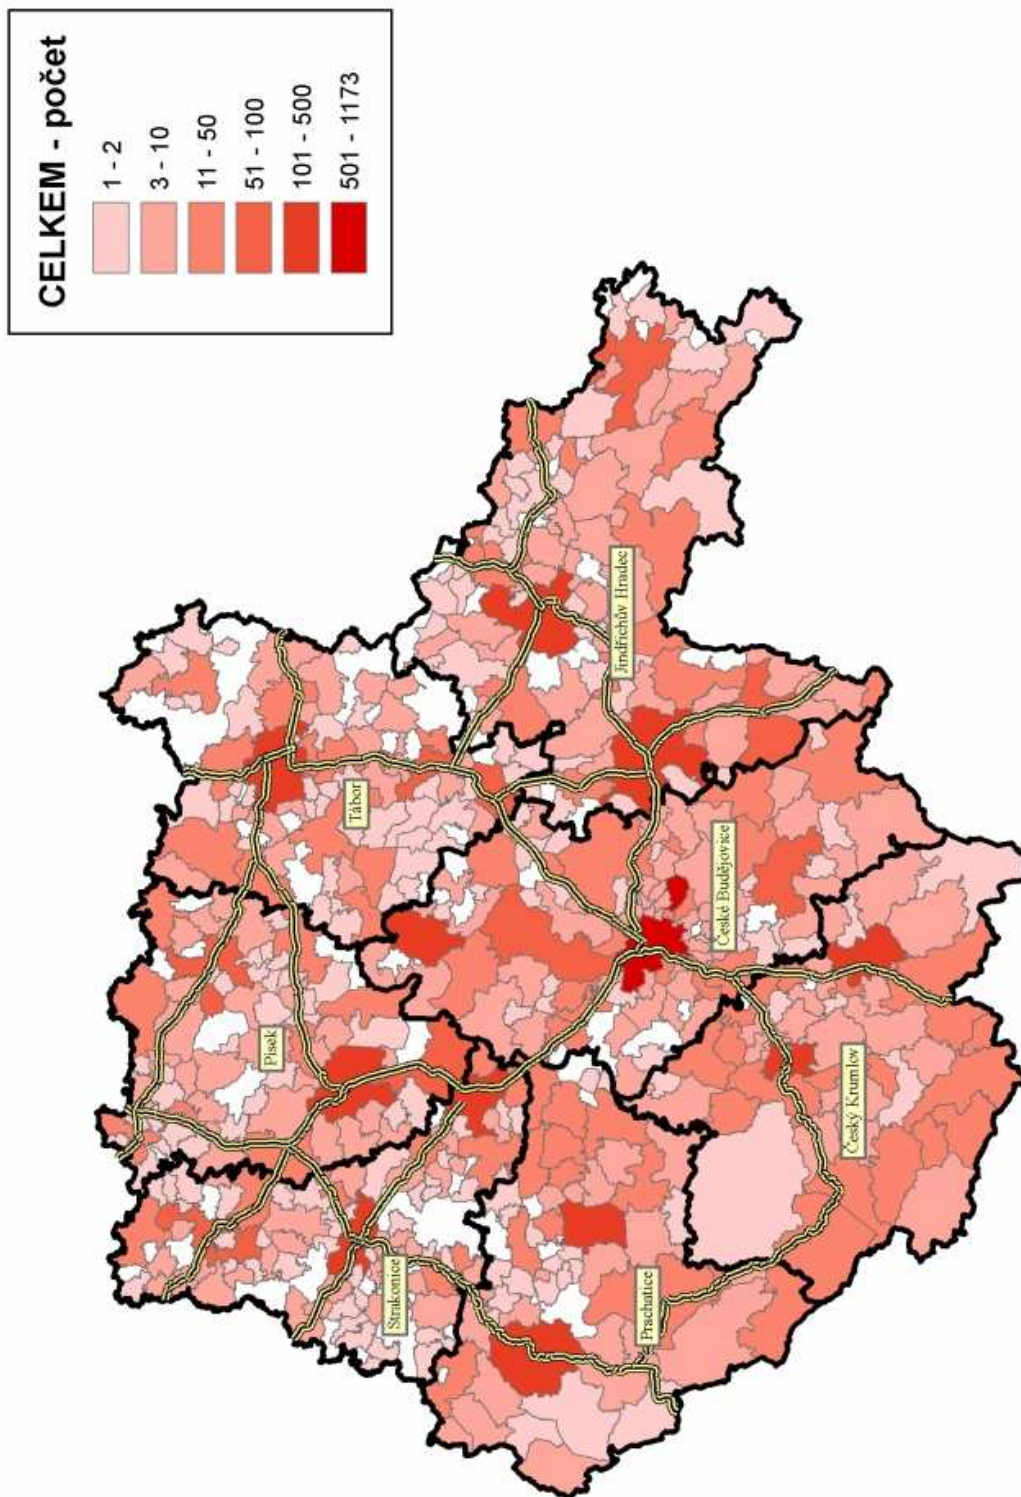 CELKEM - počet
1 - 2
3 - 10
11 - 50
51 - 100
101 - 500
501 - 1173
Písek
Tábor
Strakonice
Jindřichův Hradec
České Budějovice
Prachatice
Český Krumlov